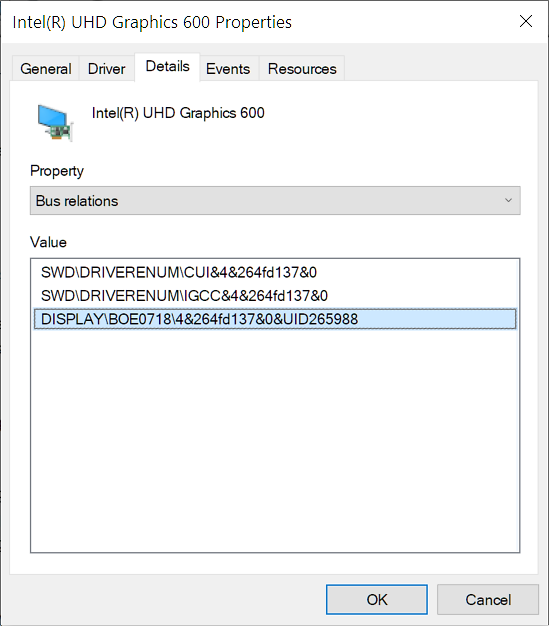 Intel(R) UHD Graphics 600 Properties
General Driver Details Events Resources
Intel(R) UHD Graphics 600
Property
Bus relations
Value
SWD\DRIVERENUM\CUI&4&264fd137&0
SWD\DRIVERENUM\IGCC&4&264fd137&0
DISPLAY\BOE0718\4&264fd137&0&UID265988
OK Cancel